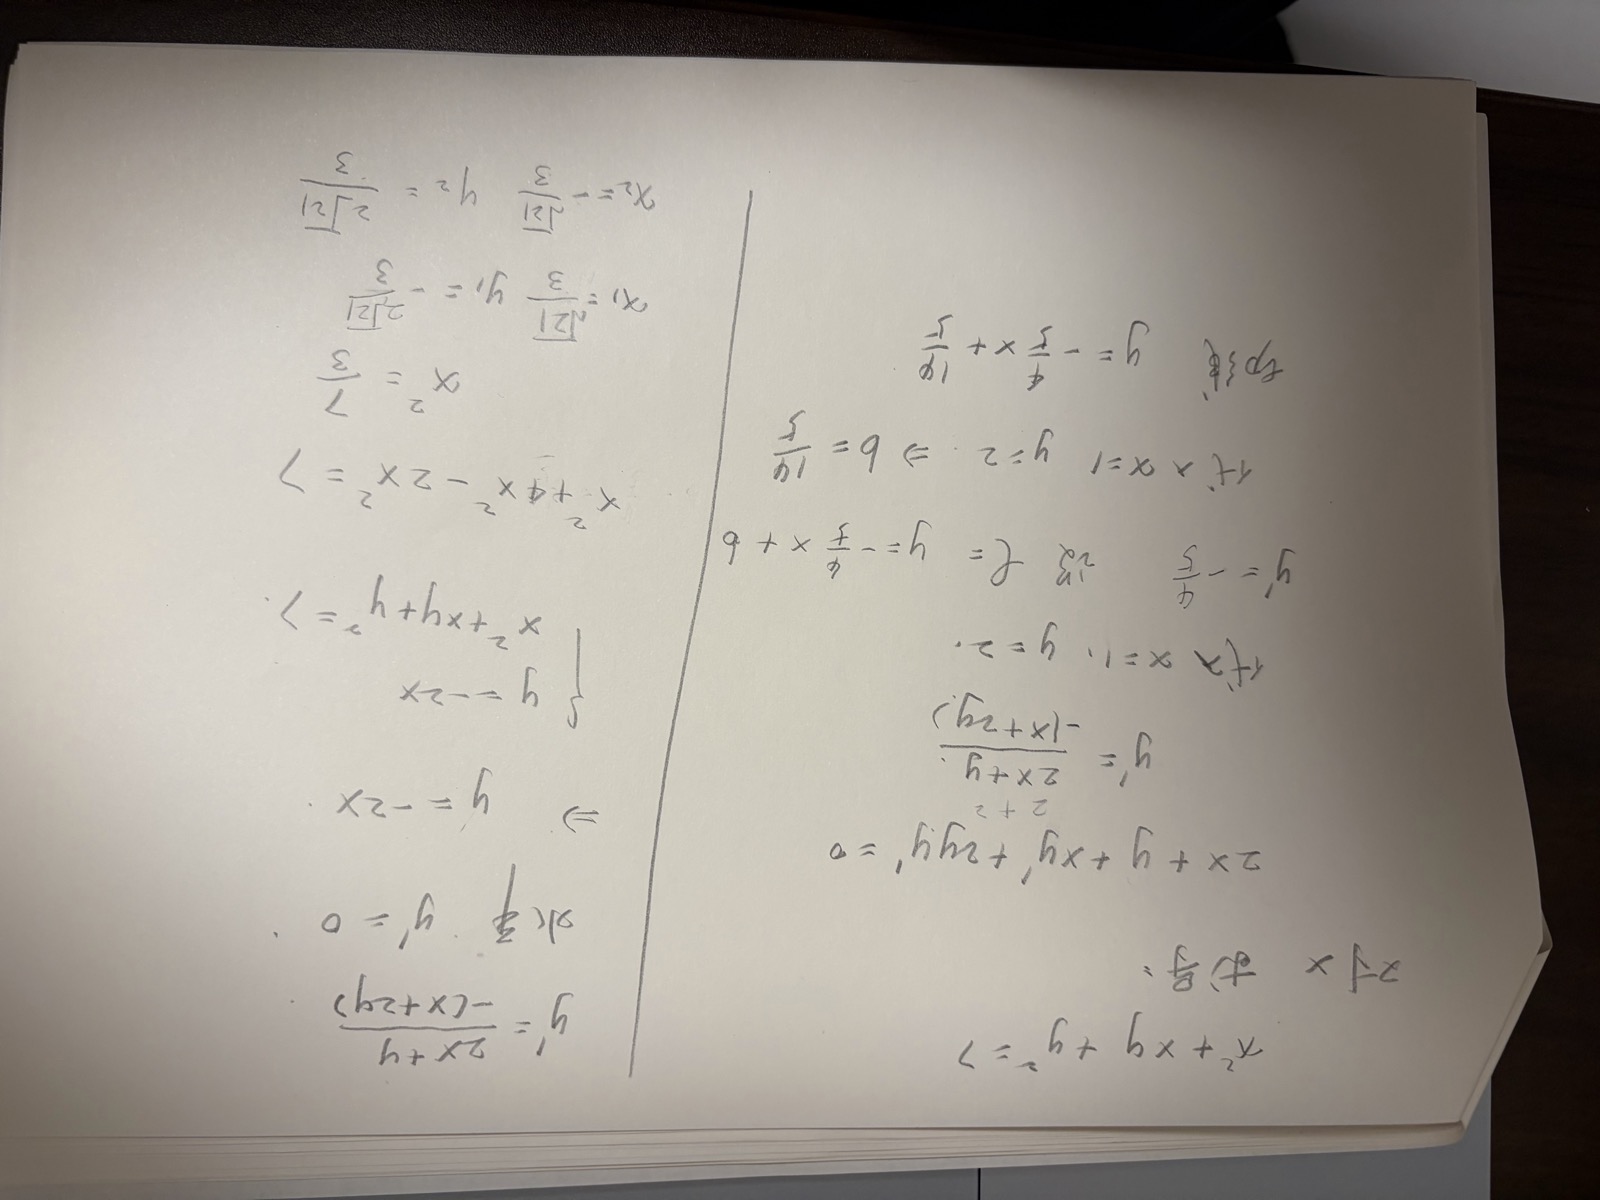 x² + xy + y² = 7
对x 求导:
2x + y + xy' + 2yy' = 0
2 + 2
y' = (2x+y)/(-(x+2y))
代入 x=1, y=2.
y' = -4/5 设 l: y = -4/5 x + b
代入 x=1 y=2 ⇒ b = 14/5
切线 y = -4/5 x + 14/5
y' = (2x+y)/(-(x+2y))
水平 y' = 0
⇒ y = -2x
{ y = -2x
x² + xy + y² = 7.
x² + 4x² - 2x² = 7
x² = 7/3
x₁ = √21/3 y₁ = -2√21/3
x₂ = -√21/3 y₂ = 2√21/3